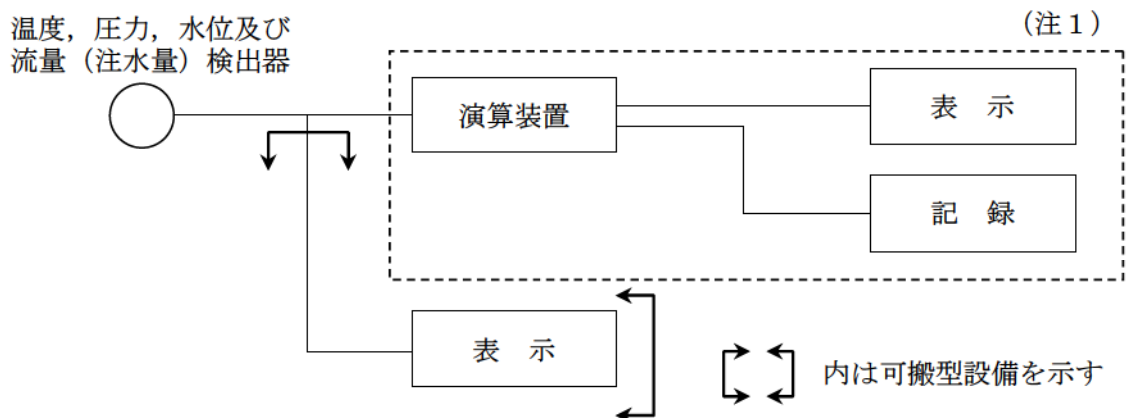 温度，圧力，水位及び
流量（注水量）検出器
（注１）
演算装置
表　示
記　録
表　示
内は可搬型設備を示す